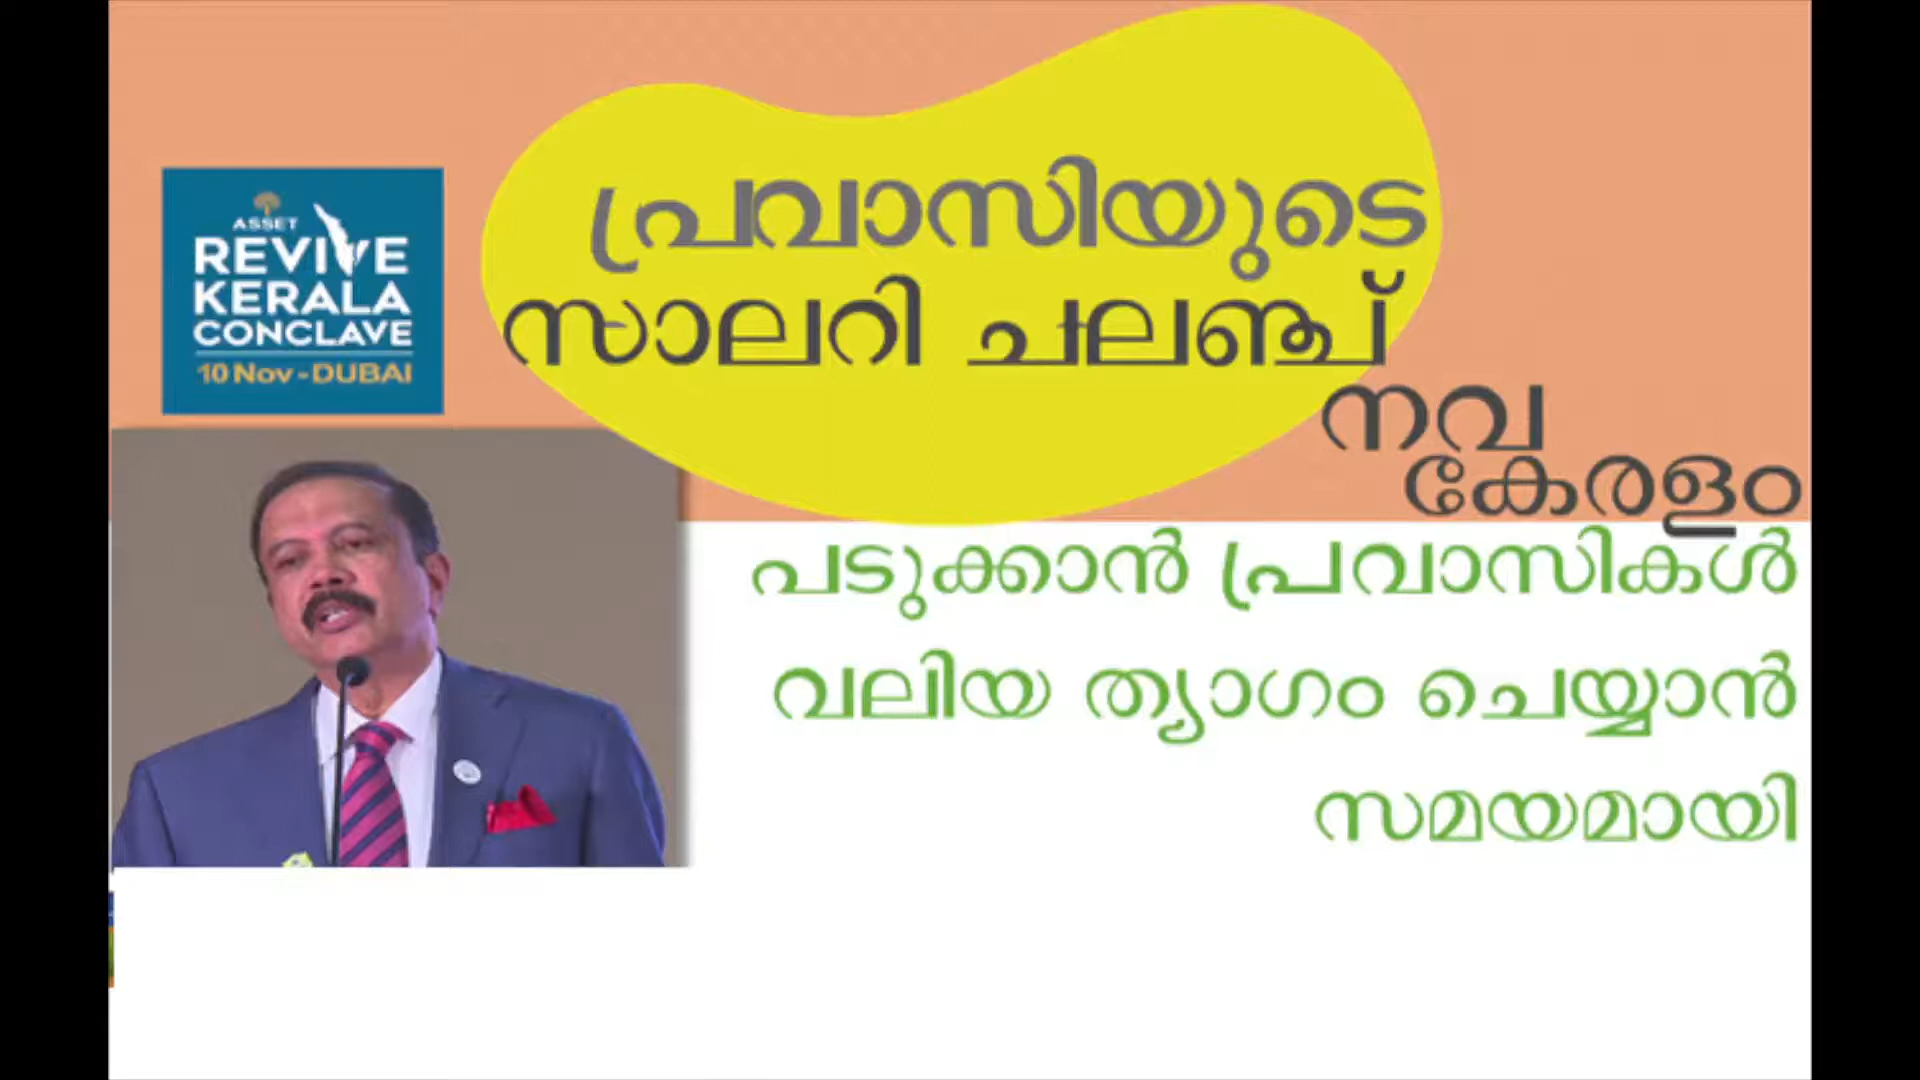 ASSET
REVIVE
KERALA
CONCLAVE
10 Nov - DUBAI
പ്രവാസിയുടെ
സാലറി ചലഞ്ച്
നവ
കേരളം
പടുക്കാൻ പ്രവാസികൾ
വലിയ ത്യാഗം ചെയ്യാൻ
സമയമായി